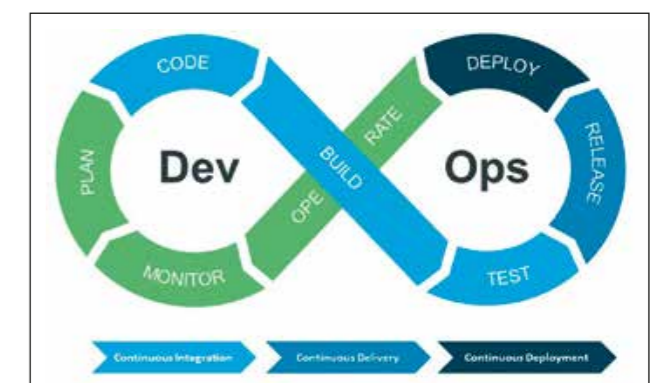 CODE
DEPLOY
PLAN
Dev
BUILD
OPE
RATE
Ops
RELEASE
MONITOR
TEST
Continuous Integration
Continuous Delivery
Continuous Deployment